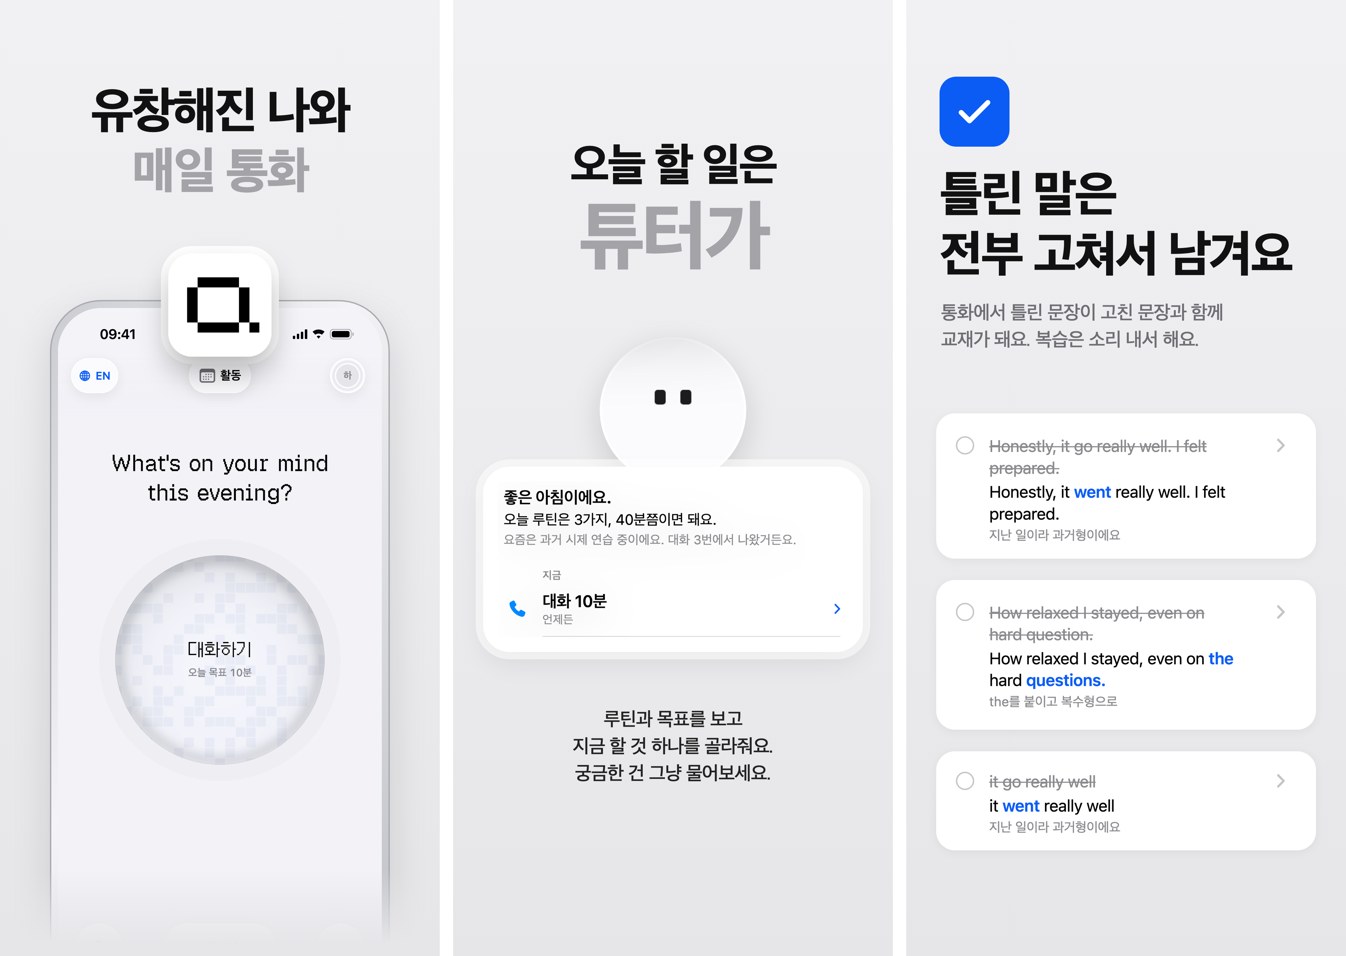 유창해진 나와
매일 통화
09:41
EN
활동
하
What's on your mind
this evening?
대화하기
오늘 목표 10분
오늘 할 일은
튜터가
좋은 아침이에요.
오늘 루틴은 3가지, 40분쯤이면 돼요.
요즘은 과거 시제 연습 중이에요. 대화 3번에서 나왔거든요.
지금
대화 10분
언제든
루틴과 목표를 보고
지금 할 것 하나를 골라줘요.
궁금한 건 그냥 물어보세요.
틀린 말은
전부 고쳐서 남겨요
통화에서 틀린 문장이 고친 문장과 함께
교재가 돼요. 복습은 소리 내서 해요.
Honestly, it go really well. I felt
prepared.
Honestly, it went really well. I felt
prepared.
지난 일이라 과거형이에요
How relaxed I stayed, even on
hard question.
How relaxed I stayed, even on the
hard questions.
the를 붙이고 복수형으로
it go really well
it went really well
지난 일이라 과거형이에요